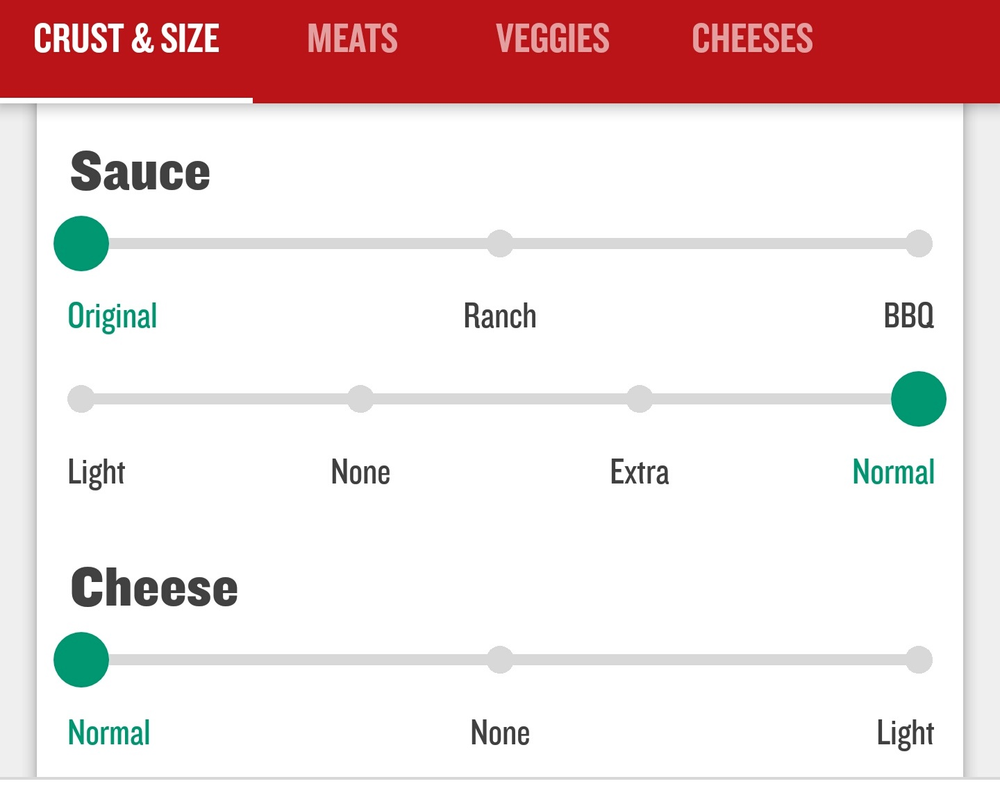 CRUST & SIZE MEATS VEGGIES CHEESES
Sauce
Original Ranch BBQ
Light None Extra Normal
Cheese
Normal None Light